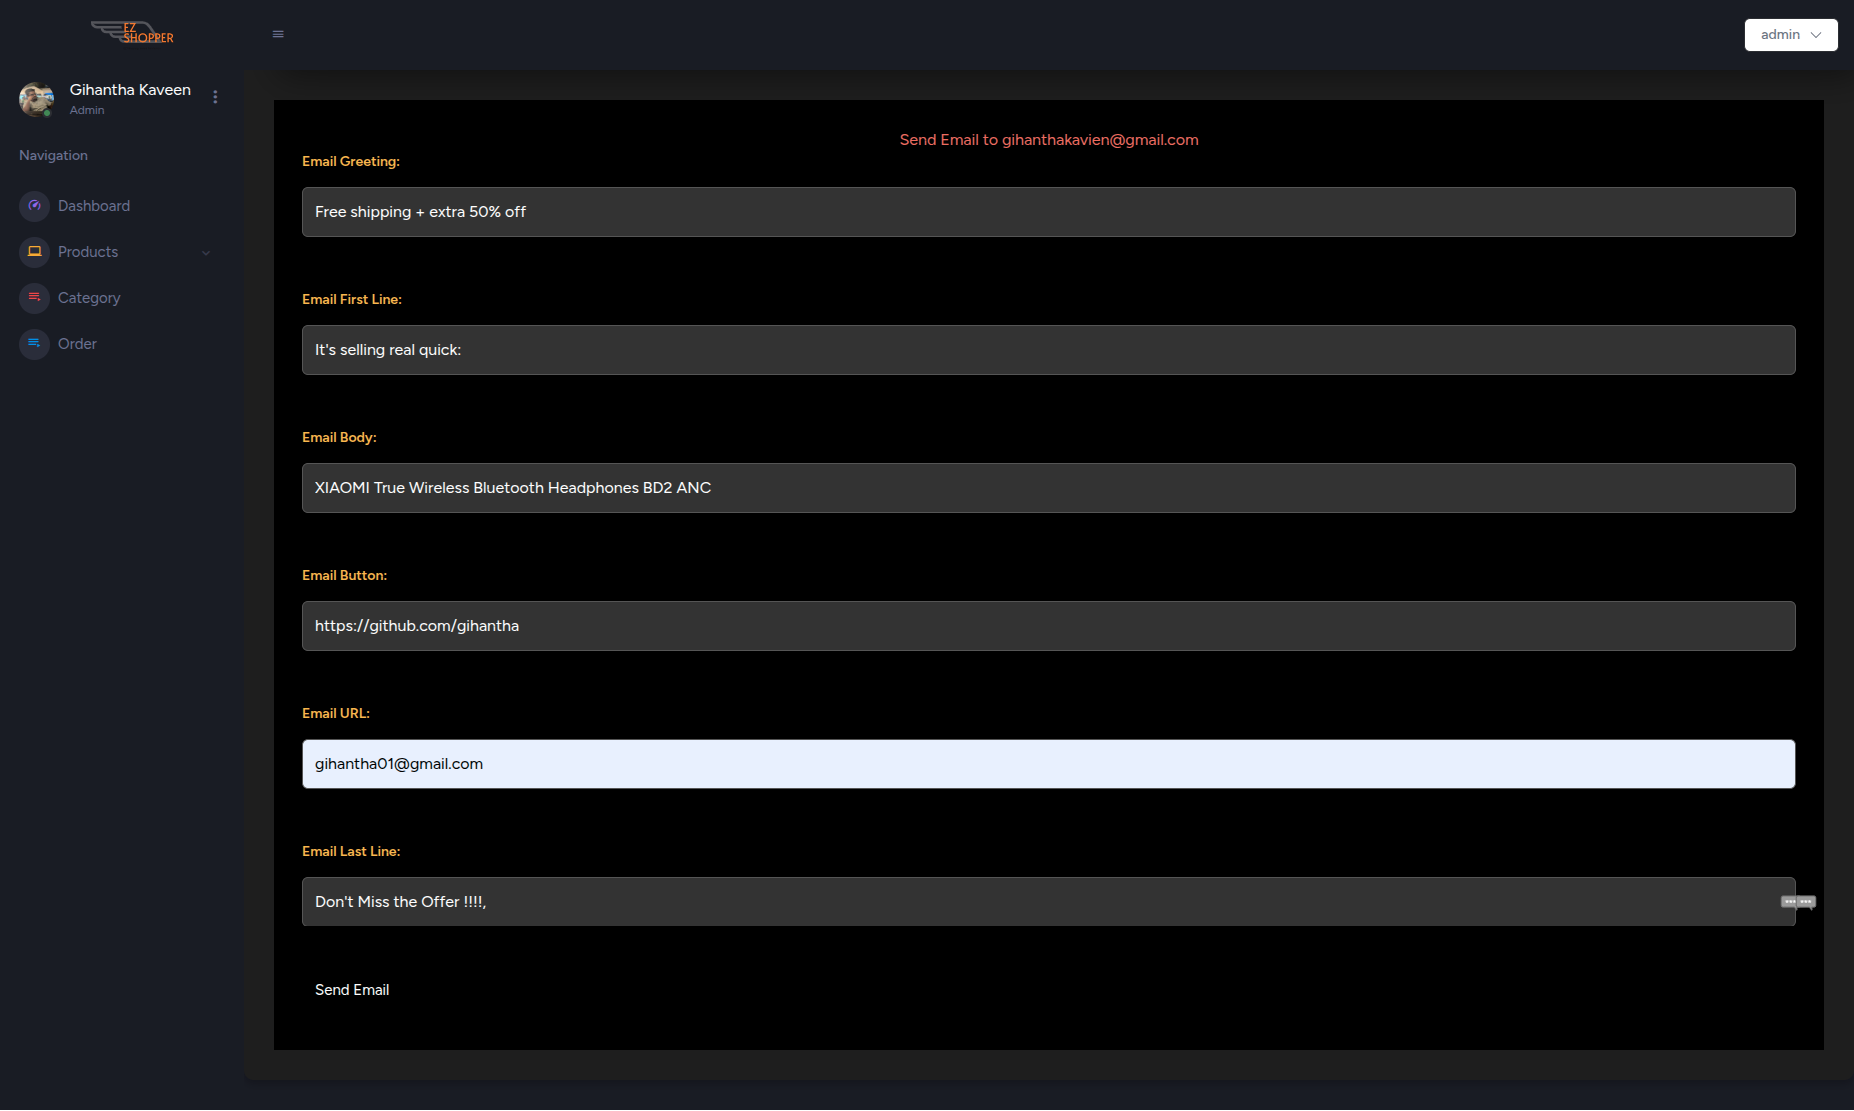 EZ
SHOPPER
admin
Gihantha Kaveen
Admin
Navigation
Dashboard
Products
Category
Order
Send Email to gihanthakavien@gmail.com
Email Greeting:
Free shipping + extra 50% off
Email First Line:
It's selling real quick:
Email Body:
XIAOMI True Wireless Bluetooth Headphones BD2 ANC
Email Button:
https://github.com/gihantha
Email URL:
gihantha01@gmail.com
Email Last Line:
Don't Miss the Offer !!!!,
Send Email